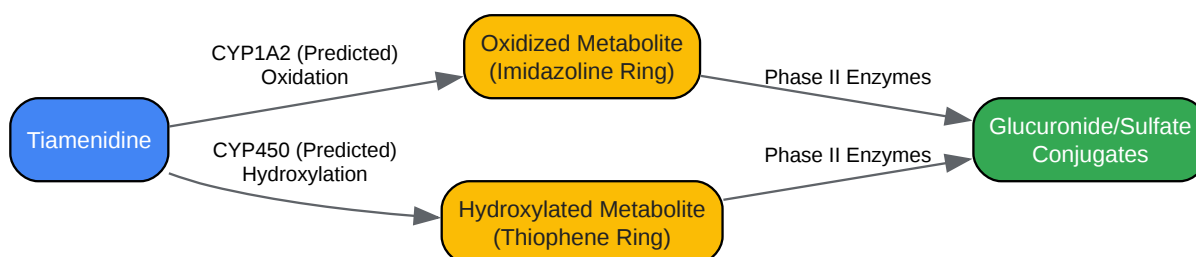 Tiamenidine
CYP1A2 (Predicted)
Oxidation
Oxidized Metabolite
(Imidazoline Ring)
Phase II Enzymes
CYP450 (Predicted)
Hydroxylation
Hydroxylated Metabolite
(Thiophene Ring)
Phase II Enzymes
Glucuronide/Sulfate
Conjugates